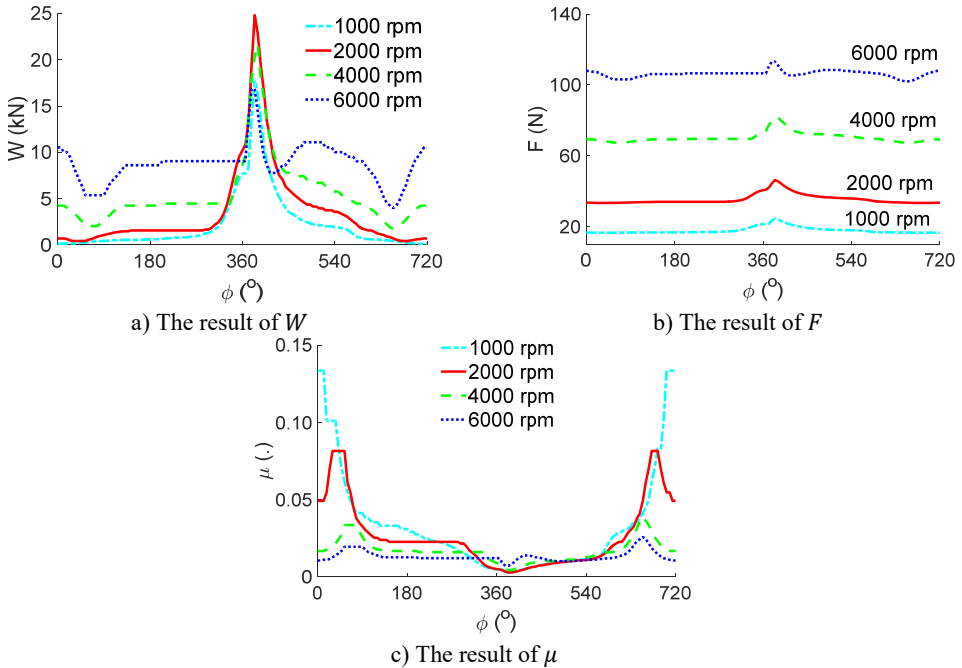 25
20
15
10
5
0
W (kN)
1000 rpm
2000 rpm
4000 rpm
6000 rpm
0 180 360 540 720
ϕ (°)
a) The result of W
140
100
60
20
F (N)
6000 rpm
4000 rpm
2000 rpm
1000 rpm
0 180 360 540 720
ϕ (°)
b) The result of F
0.15
0.10
0.05
0
μ (.)
1000 rpm
2000 rpm
4000 rpm
6000 rpm
0 180 360 540 720
ϕ (°)
c) The result of μ